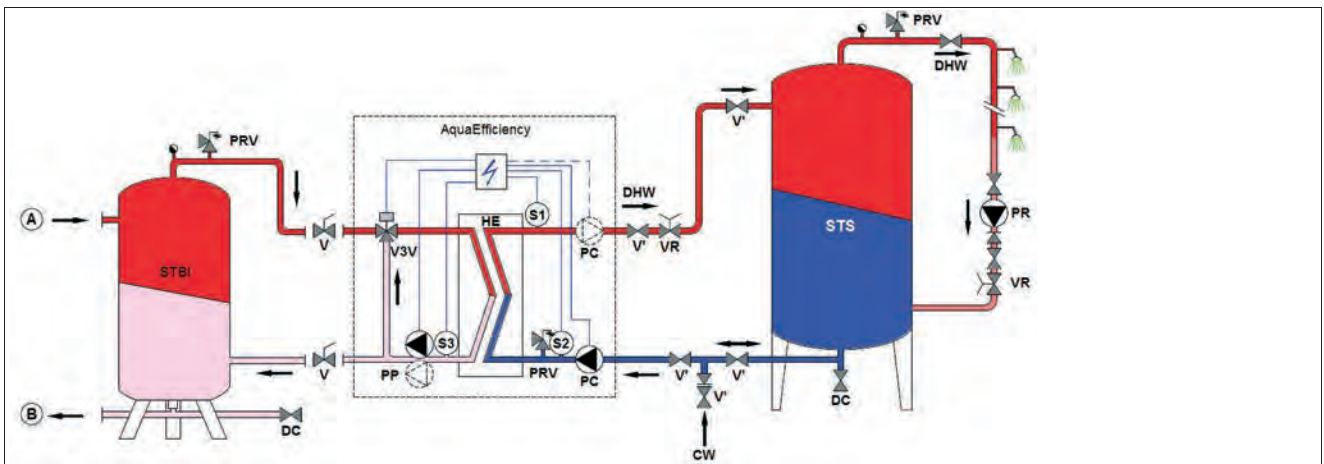 PRV
DHW
V'
AquaEfficiency
PRV
A
DHW
S1
HE
STS
PR
V
V3V
PC
V'
VR
STBI
VR
S3
S2
V
PP
PRV
PC
V'
V'
DC
V'
B
DC
CW